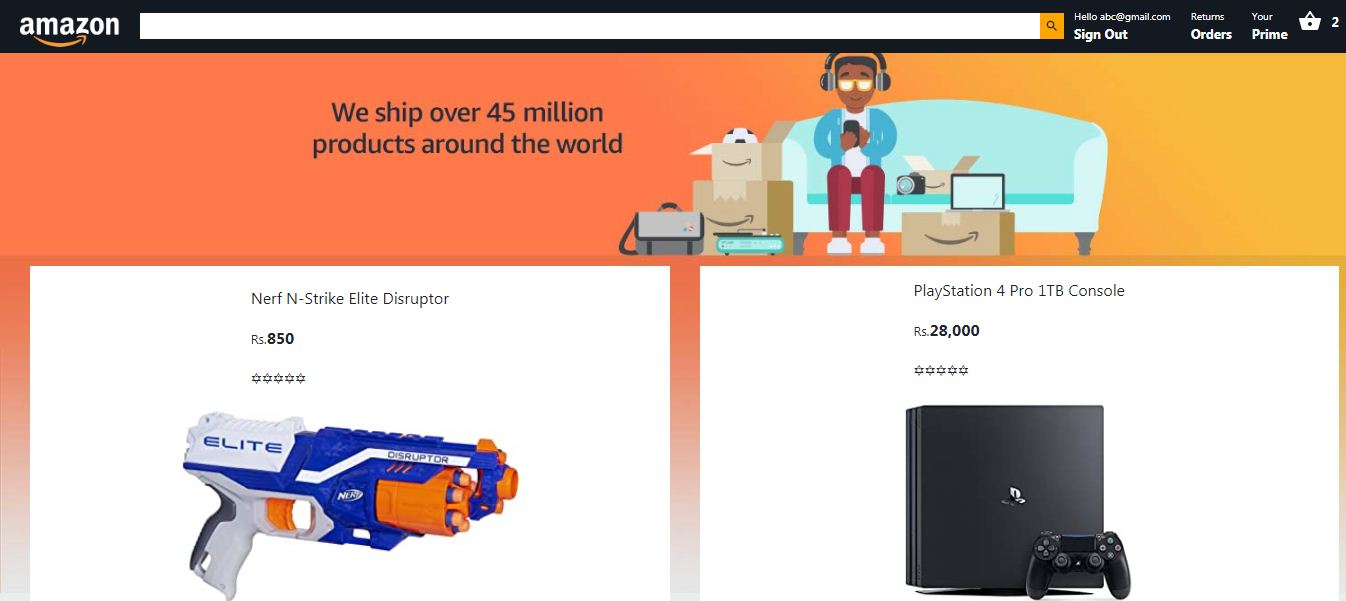 amazon
Hello abc@gmail.com
Sign Out
Returns
Orders
Your
Prime
2
We ship over 45 million
products around the world
Nerf N-Strike Elite Disruptor
Rs.850
✡✡✡✡✡
ELITE
DISRUPTOR
NERF
PlayStation 4 Pro 1TB Console
Rs.28,000
✡✡✡✡✡